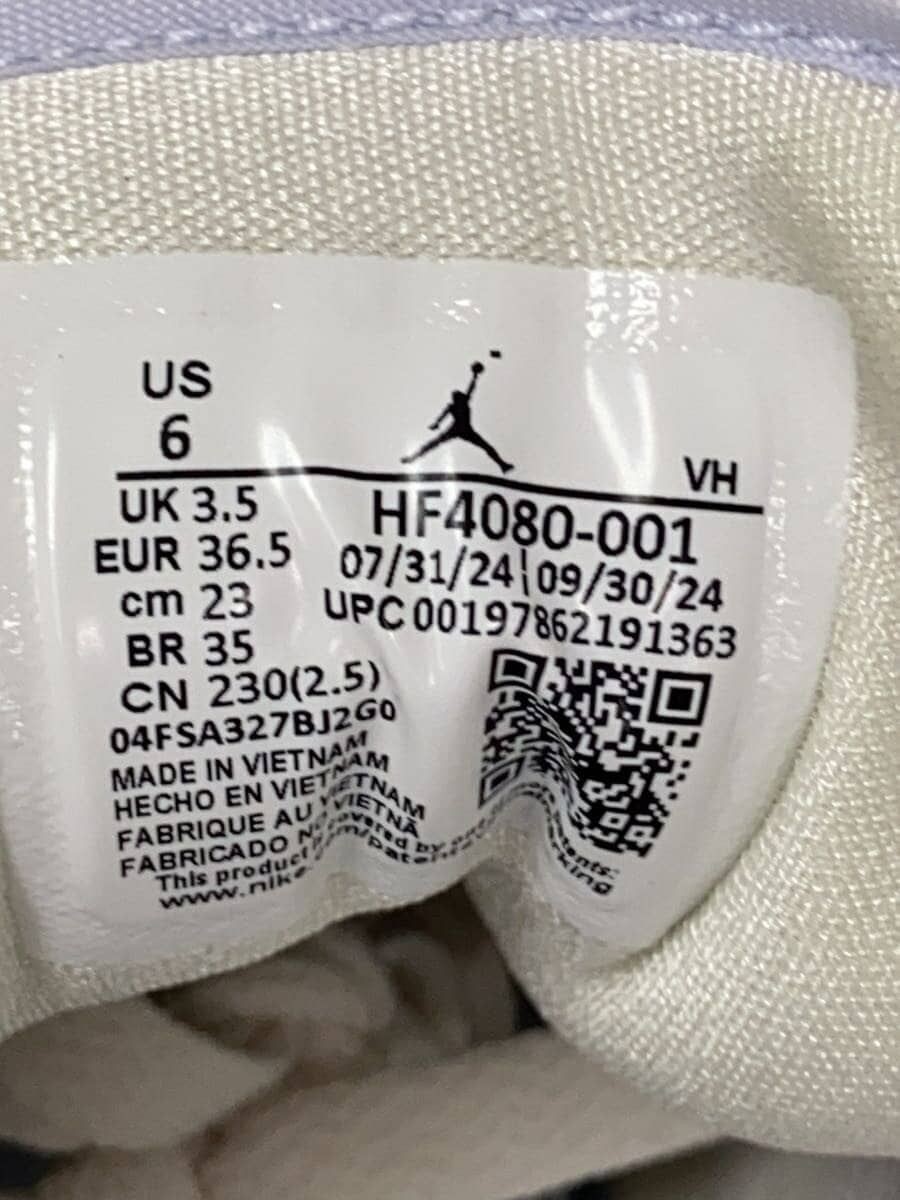 US
6
VH
UK 3.5
HF4080-001
EUR 36.5
07/31/24 09/30/24
cm 23
UPC 00197862191363
BR 35
CN 230(2.5)
04FSA327BJ2G0
MADE IN VIETNAM
HECHO EN VIETNAM
FABRIQUE AU VIETNAM
FABRICADO NO VIETNÃ
This product covered by
www.nike.